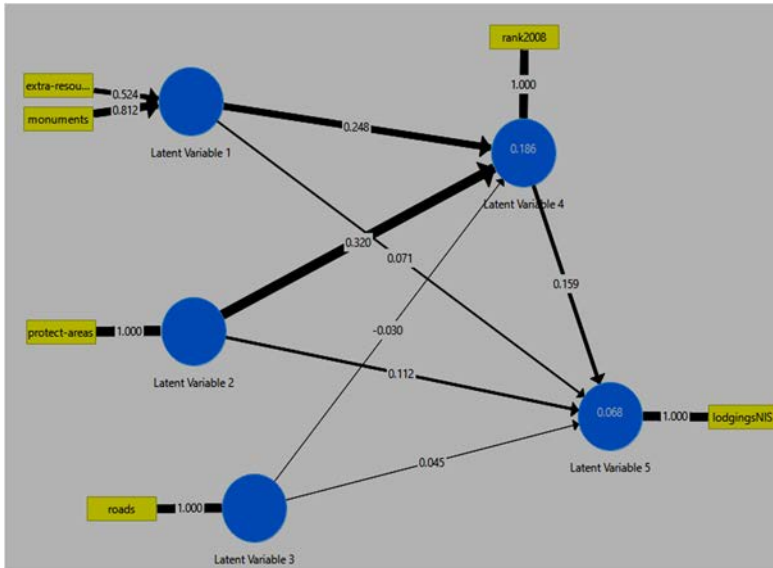 rank2008
1.000
extra-resou...
0.524
monuments
0.812
Latent Variable 1
0.248
0.186
Latent Variable 4
0.320
0.071
0.159
protect-areas
1.000
-0.030
Latent Variable 2
0.112
0.068
1.000
lodgingsNIS
Latent Variable 5
0.045
roads
1.000
Latent Variable 3